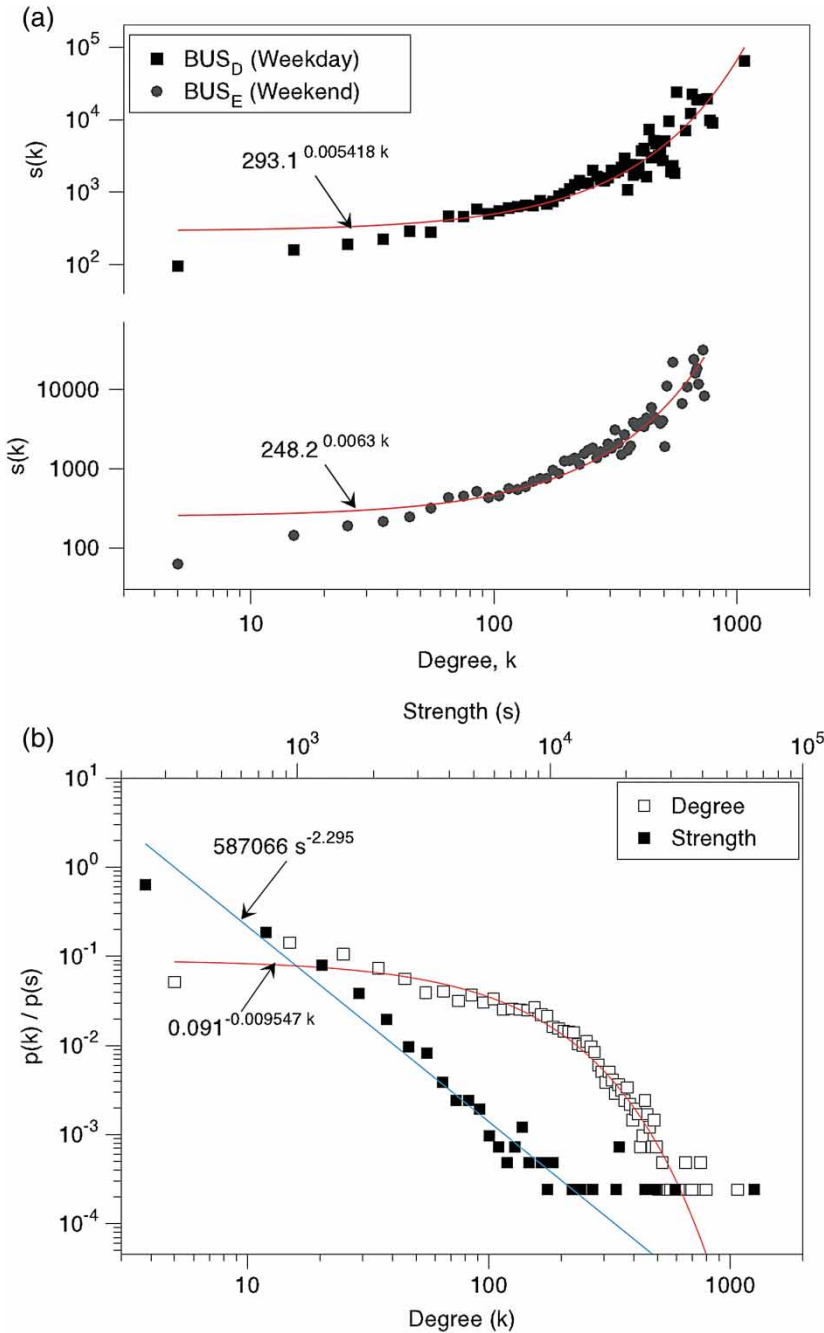 (a)
10^5
BUS_D (Weekday)
BUS_E (Weekend)
10^4
s(k)
293.1^0.005418 k
10^3
10^2
10000
s(k)
248.2^0.0063 k
1000
100
10 100 1000
Degree, k
Strength (s)
(b)
10^3 10^4 10^5
10^1
Degree
Strength
587066 s^-2.295
10^0
10^-1
p(k) / p(s)
0.091^-0.009547 k
10^-2
10^-3
10^-4
10 100 1000
Degree (k)